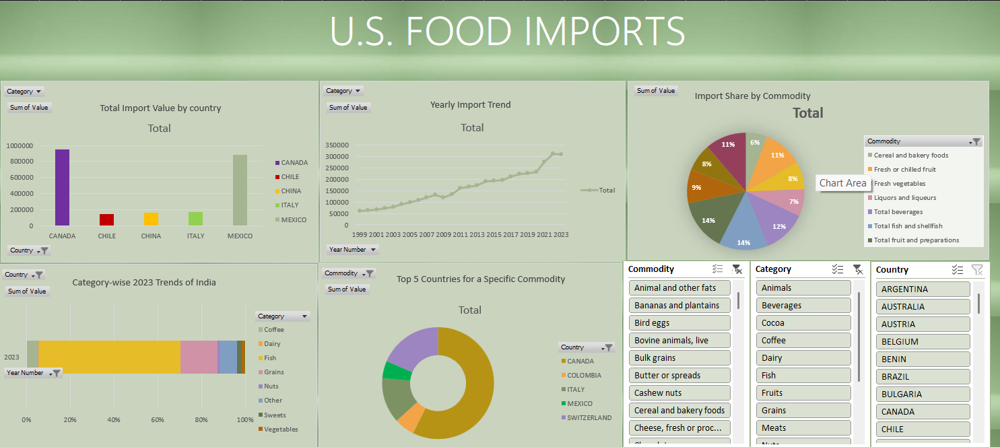 U.S. FOOD IMPORTS
Category
Sum of Value
Total Import Value by country
Total
1000000
800000
600000
400000
200000
0
CANADA
CHILE
CHINA
ITALY
MEXICO
CANADA
CHILE
CHINA
ITALY
MEXICO
Country
Category
Sum of Value
Yearly Import Trend
Total
350000
300000
250000
200000
150000
100000
50000
0
1999 2001 2003 2005 2007 2009 2011 2013 2015 2017 2019 2021 2023
Total
Year Number
Sum of Value
Import Share by Commodity
Total
6%
11%
8%
7%
12%
14%
14%
9%
8%
11%
Commodity
Cereal and bakery foods
Fresh or chilled fruit
Fresh vegetables
Liquors and liqueurs
Total beverages
Total fish and shellfish
Total fruit and preparations
Chart Area
Country
Sum of Value
Category-wise 2023 Trends of India
2023
Year Number
0% 20% 40% 60% 80% 100%
Category
Coffee
Dairy
Fish
Grains
Nuts
Other
Sweets
Vegetables
Commodity
Sum of Value
Top 5 Countries for a Specific Commodity
Total
Country
CANADA
COLOMBIA
ITALY
MEXICO
SWITZERLAND
Commodity
Animal and other fats
Bananas and plantains
Bird eggs
Bovine animals, live
Bulk grains
Butter or spreads
Cashew nuts
Cereal and bakery foods
Cheese, fresh or proc...
Category
Animals
Beverages
Cocoa
Coffee
Dairy
Fish
Fruits
Grains
Meats
Country
ARGENTINA
AUSTRALIA
AUSTRIA
BELGIUM
BENIN
BRAZIL
BULGARIA
CANADA
CHILE